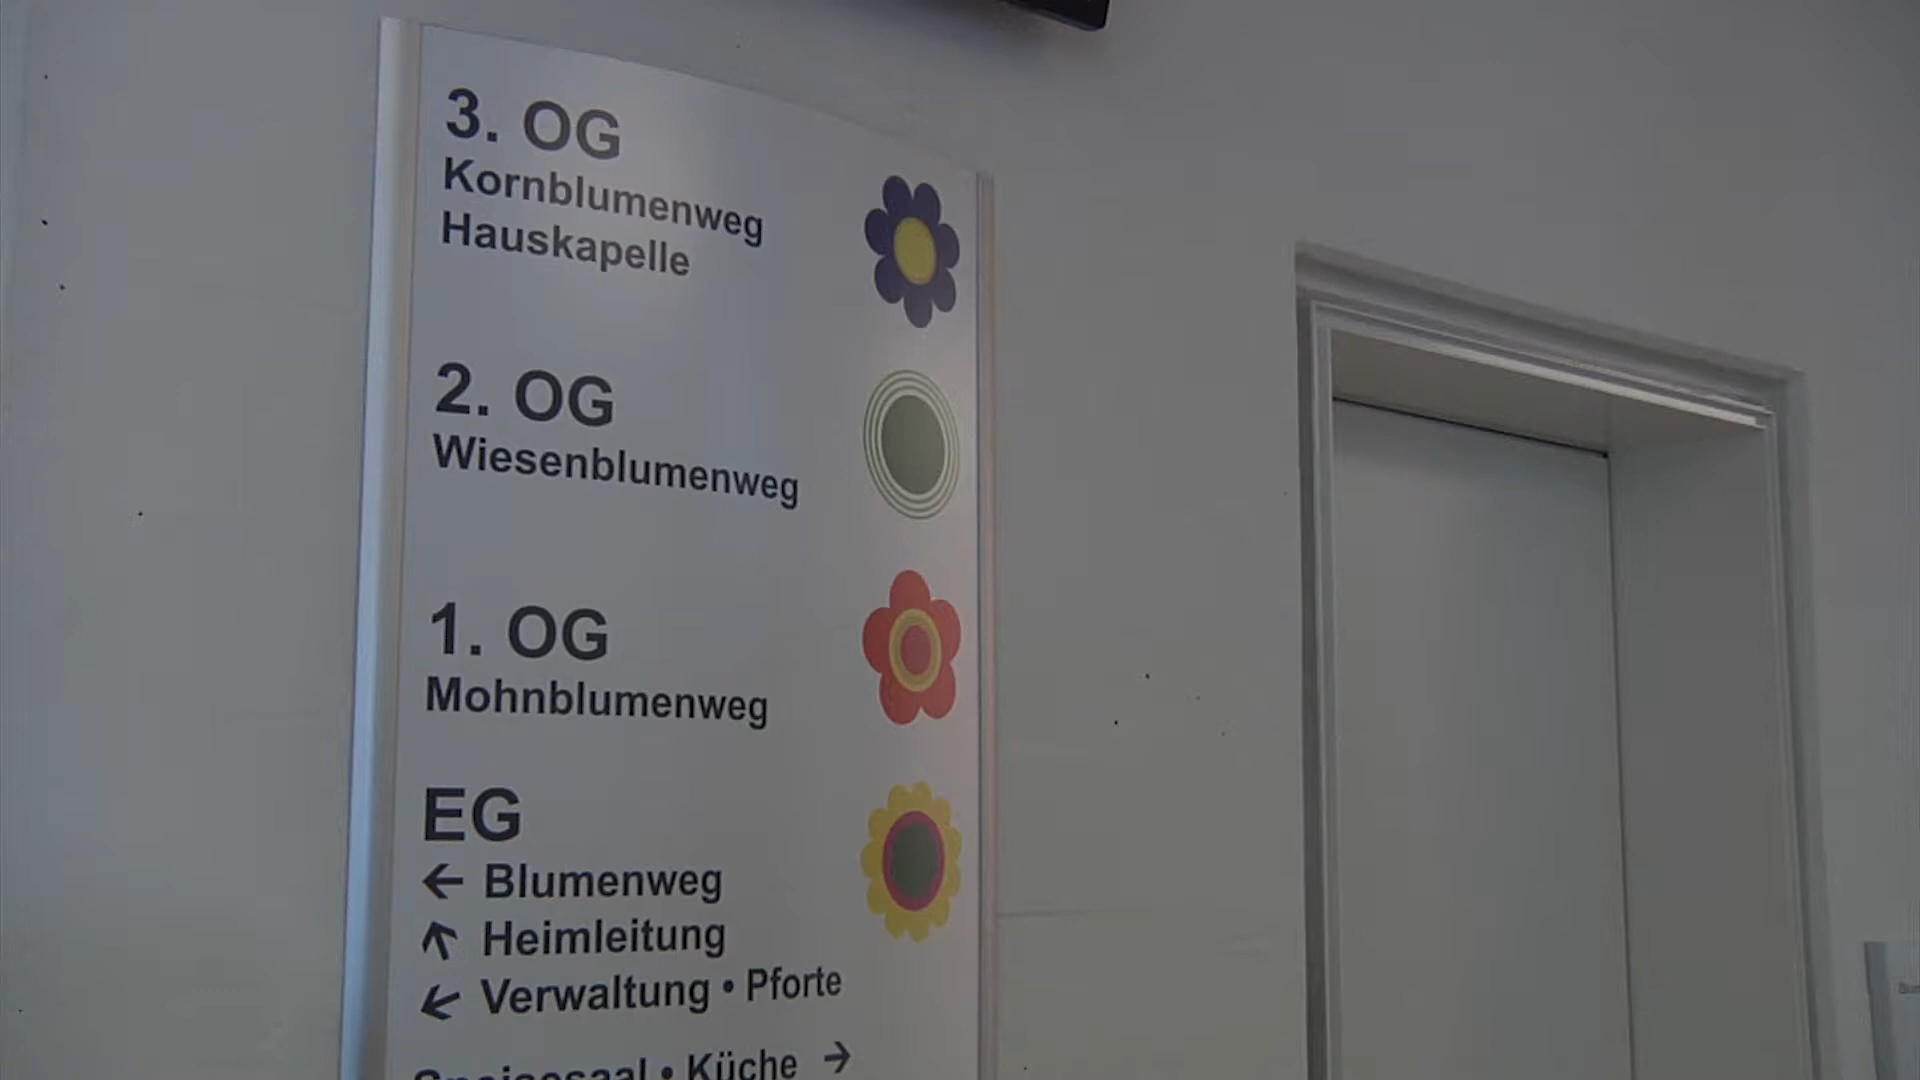 3. OG
Kornblumenweg
Hauskapelle
2. OG
Wiesenblumenweg
1. OG
Mohnblumenweg
EG
← Blumenweg
↖ Heimleitung
↙ Verwaltung • Pforte
Speisesaal • Küche →